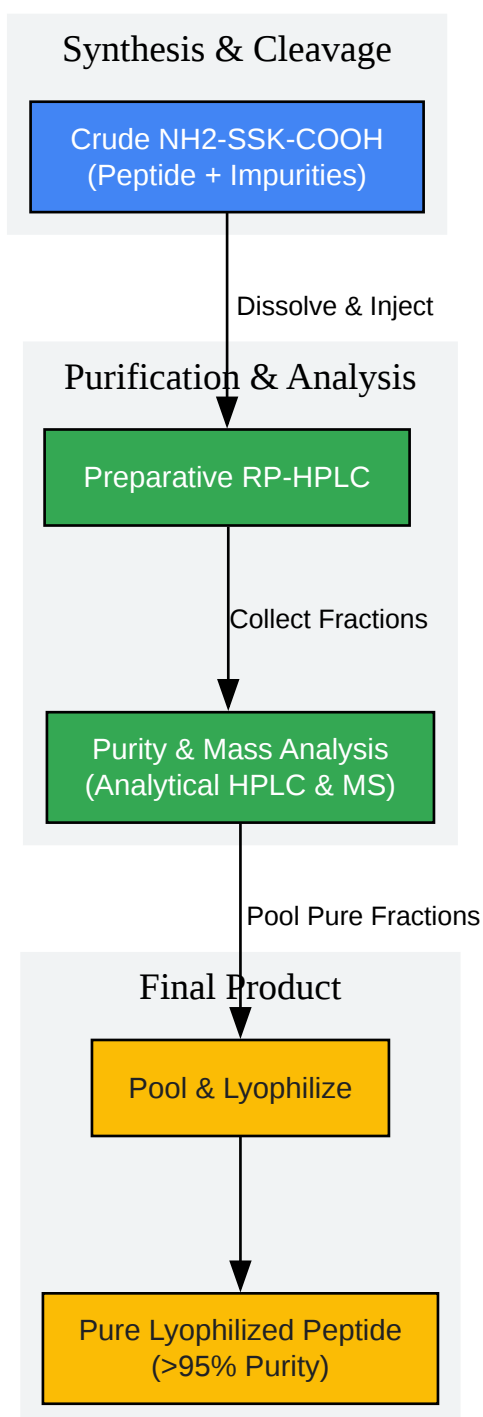 Synthesis & Cleavage
Crude NH2-SSK-COOH
(Peptide + Impurities)
Dissolve & Inject
Purification & Analysis
Preparative RP-HPLC
Collect Fractions
Purity & Mass Analysis
(Analytical HPLC & MS)
Pool Pure Fractions
Final Product
Pool & Lyophilize
Pure Lyophilized Peptide
(>95% Purity)